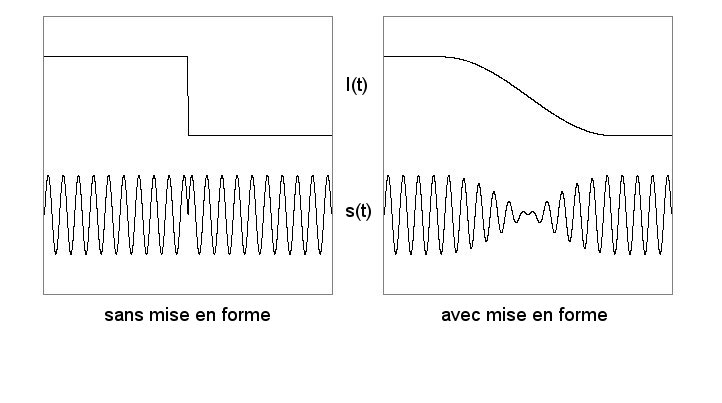 I(t)
s(t)
sans mise en forme
avec mise en forme